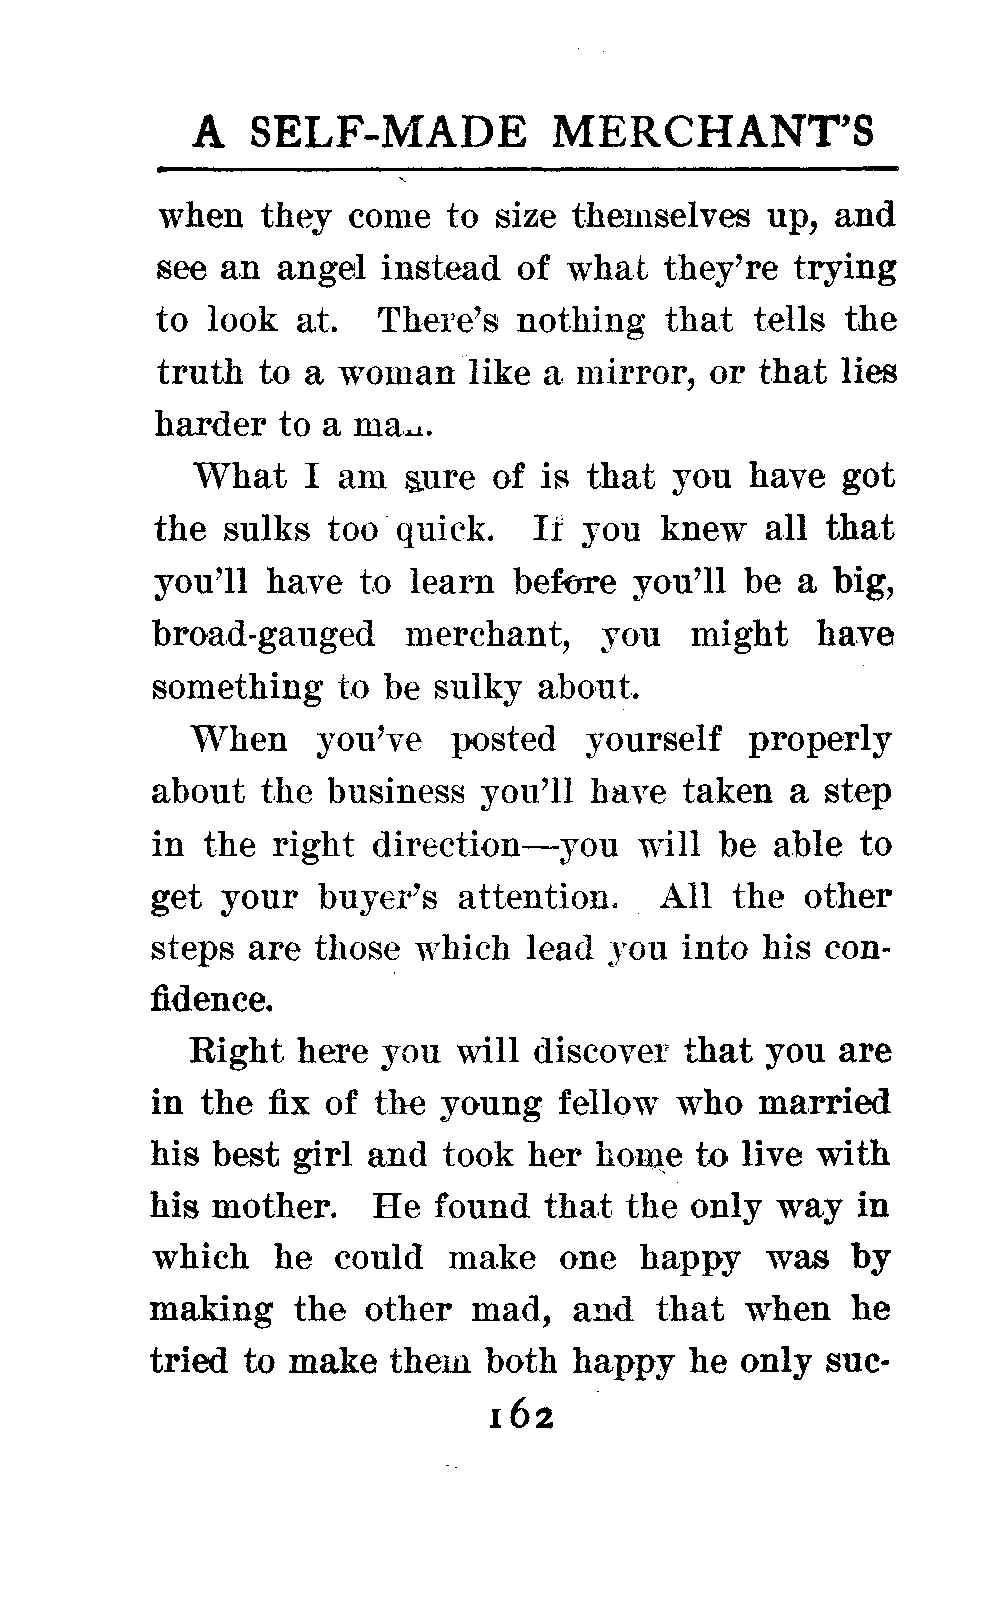 A SELF-MADE MERCHANT'S
when they come to size themselves up, and
see an angel instead of what they're trying
to look at. There's nothing that tells the
truth to a woman like a mirror, or that lies
harder to a man.
What I am sure of is that you have got
the sulks too quick. If you knew all that
you'll have to learn before you'll be a big,
broad-gauged merchant, you might have
something to be sulky about.
When you've posted yourself properly
about the business you'll have taken a step
in the right direction—you will be able to
get your buyer's attention. All the other
steps are those which lead you into his con-
fidence.
Right here you will discover that you are
in the fix of the young fellow who married
his best girl and took her home to live with
his mother. He found that the only way in
which he could make one happy was by
making the other mad, and that when he
tried to make them both happy he only suc-
162